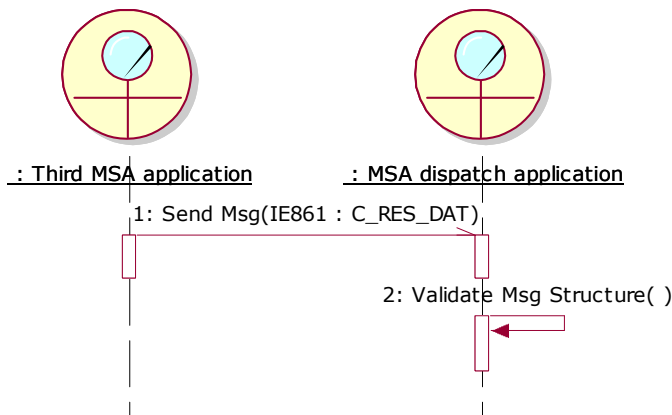 : Third MSA application
: MSA dispatch application
1: Send Msg(IE861 : C_RES_DAT)
2: Validate Msg Structure( )